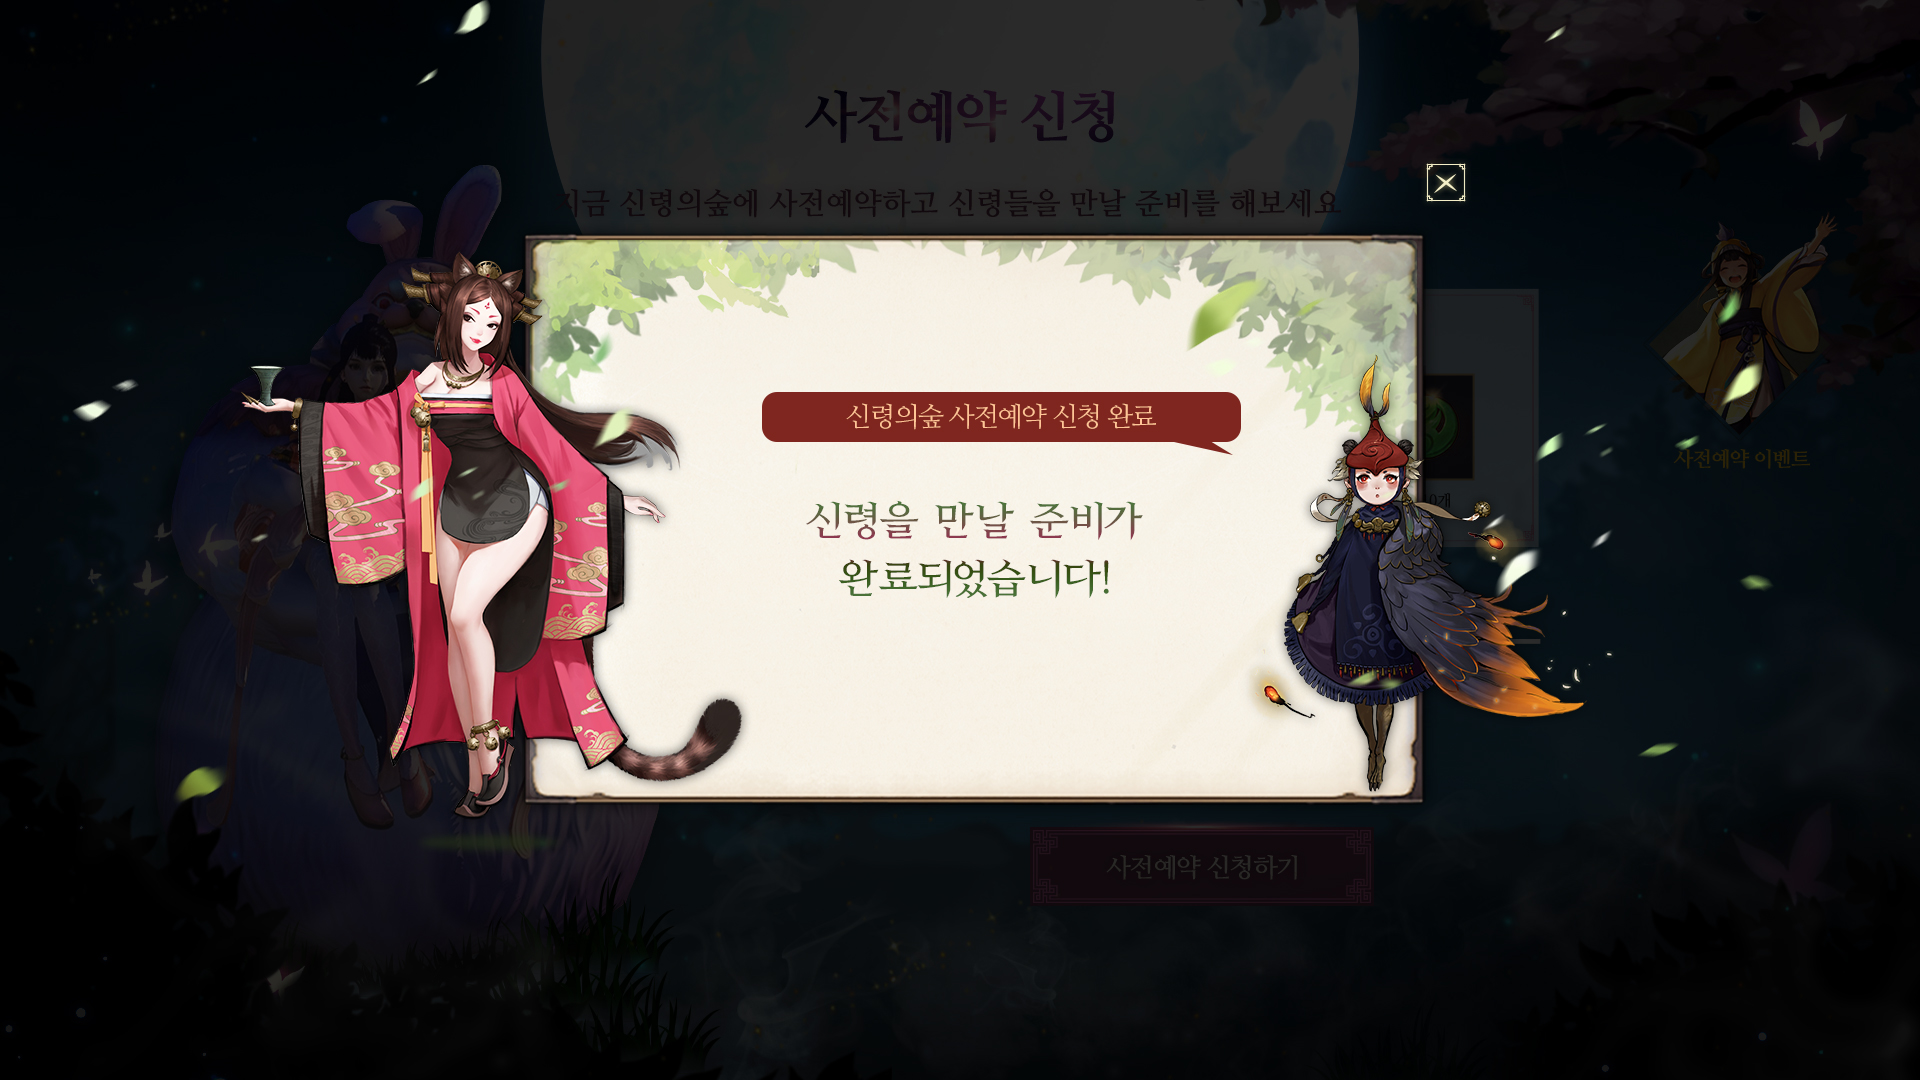 사전예약 신청
지금 신령의숲에 사전예약하고 신령들을 만날 준비를 해보세요
신령의숲 사전예약 신청 완료
신령을 만날 준비가
완료되었습니다!
사전예약 이벤트
사전예약 신청하기